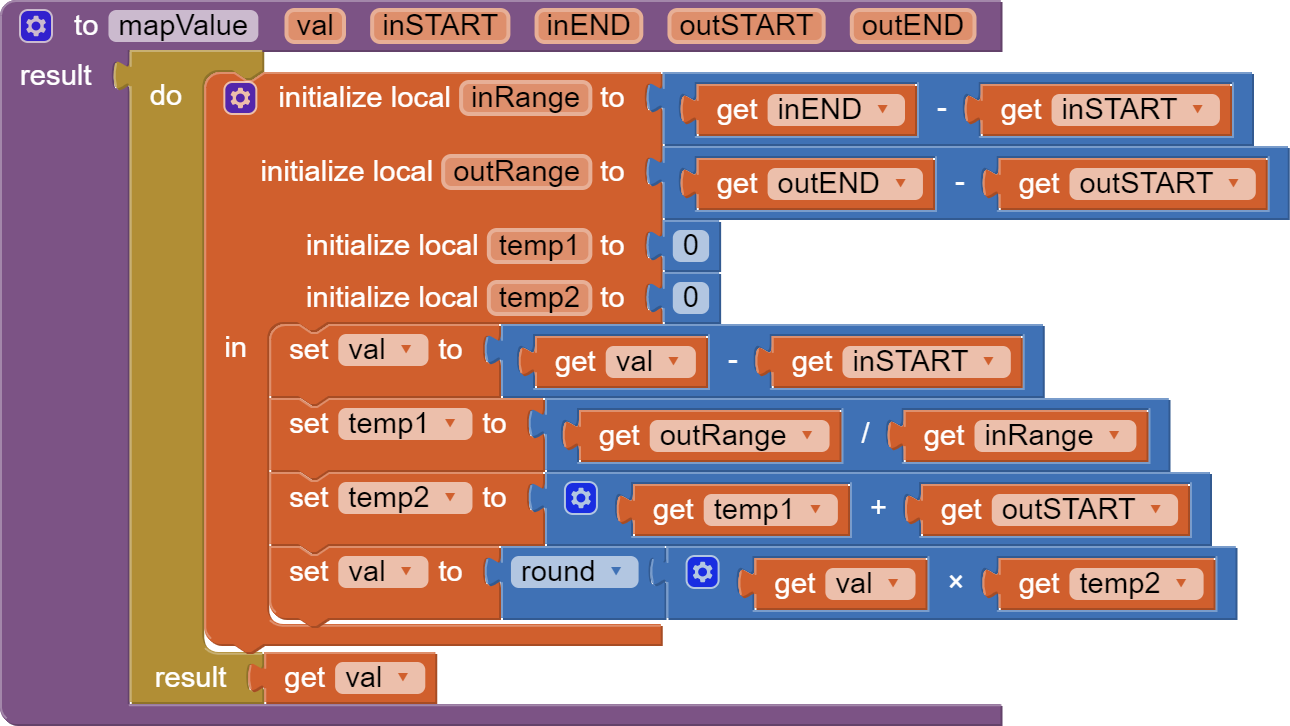 to mapValue val inSTART inEND outSTART outEND
result do initialize local inRange to get inEND - get inSTART
initialize local outRange to get outEND - get outSTART
initialize local temp1 to 0
initialize local temp2 to 0
in set val to get val - get inSTART
set temp1 to get outRange / get inRange
set temp2 to get temp1 + get outSTART
set val to round get val × get temp2
result get val